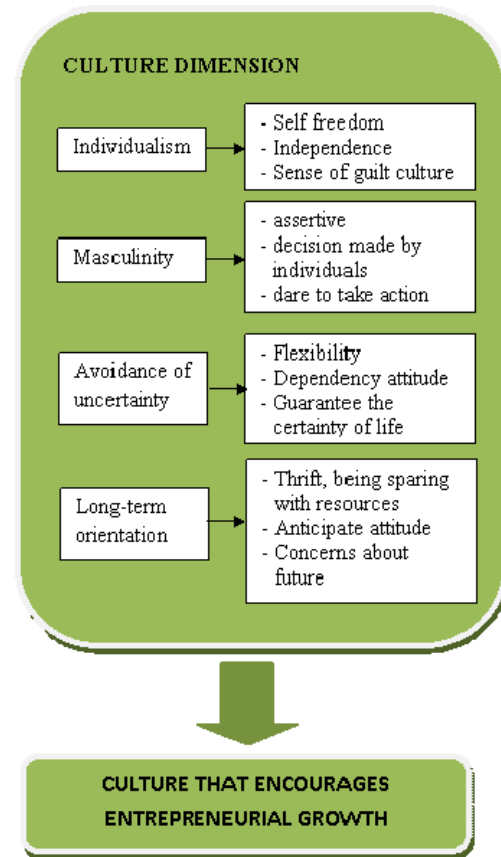 CULTURE DIMENSION
Individualism
- Self freedom
- Independence
- Sense of guilt culture
Masculinity
- assertive
- decision made by
individuals
- dare to take action
Avoidance of
uncertainty
- Flexibility
- Dependency attitude
- Guarantee the
certainty of life
Long-term
orientation
- Thrift, being sparing
with resources
- Anticipate attitude
- Concerns about
future
CULTURE THAT ENCOURAGES
ENTREPRENEURIAL GROWTH